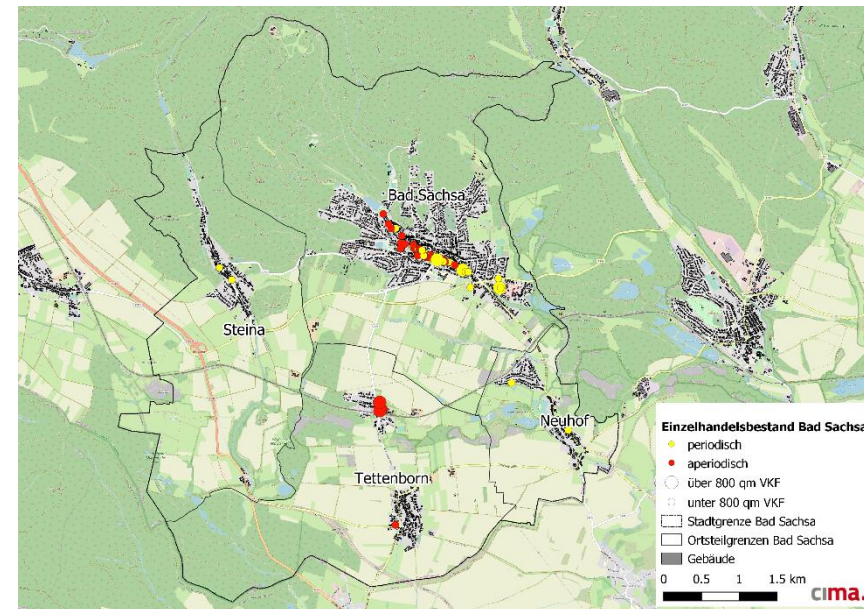 Bad Sachsa
Steina
Neuhof
Tettenborn
Einzelhandelsbestand Bad Sachsa
periodisch
aperiodisch
über 800 qm VKF
unter 800 qm VKF
Stadtgrenze Bad Sachsa
Ortsteilgrenzen Bad Sachsa
Gebäude
0 0.5 1 1.5 km
cima.